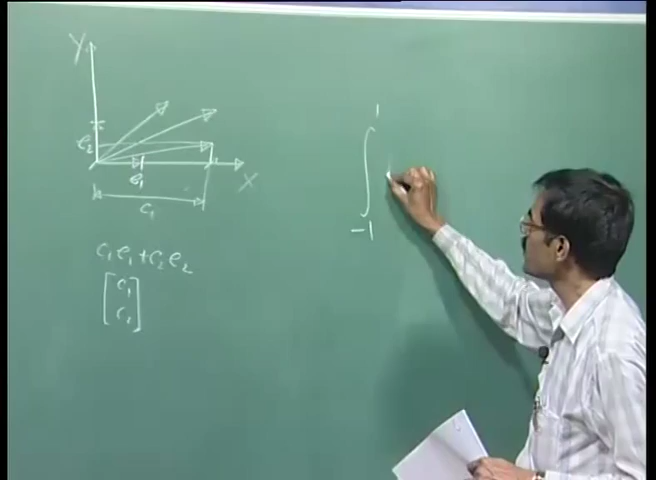 Y
e₂
e₁
X
c₁
c₁e₁+c₂e₂
[c₁
c₂]
1
∫
-1